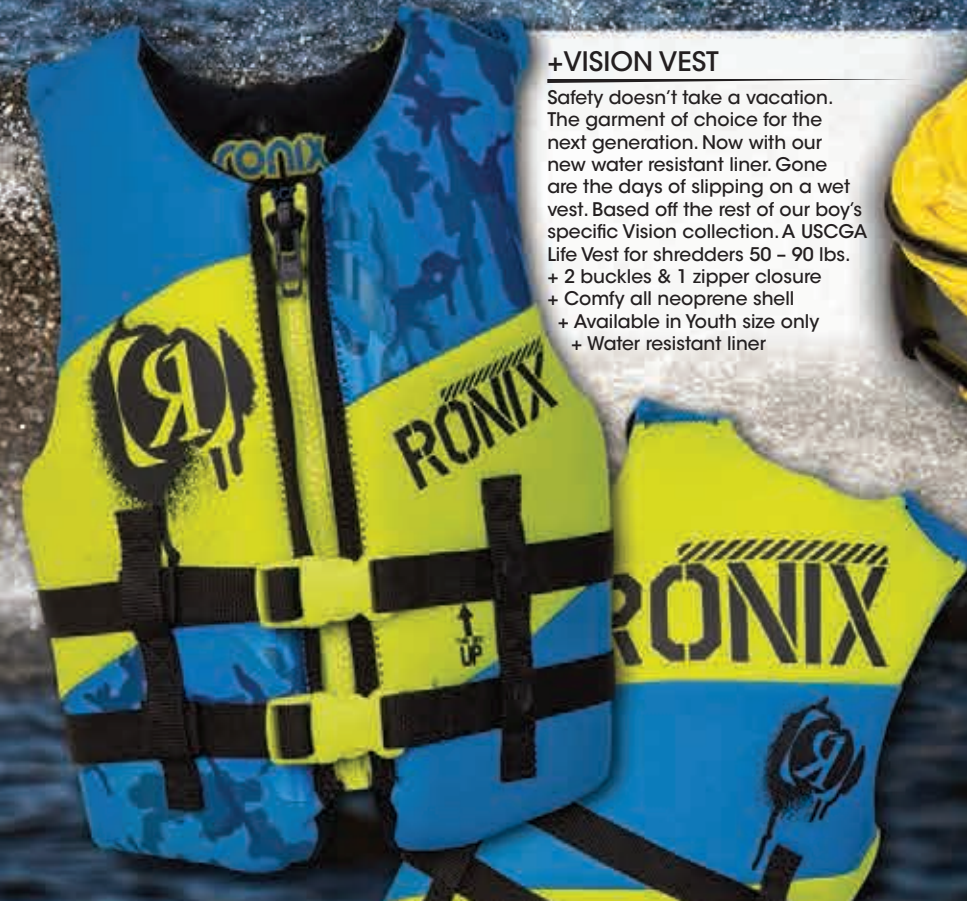 +VISION VEST
Safety doesn't take a vacation.
The garment of choice for the
next generation. Now with our
new water resistant liner. Gone
are the days of slipping on a wet
vest. Based off the rest of our boy's
specific Vision collection. A USCGA
Life Vest for shredders 50 – 90 lbs.
+ 2 buckles & 1 zipper closure
+ Comfy all neoprene shell
+ Available in Youth size only
+ Water resistant liner
ronix
RONIX
UP
RONIX